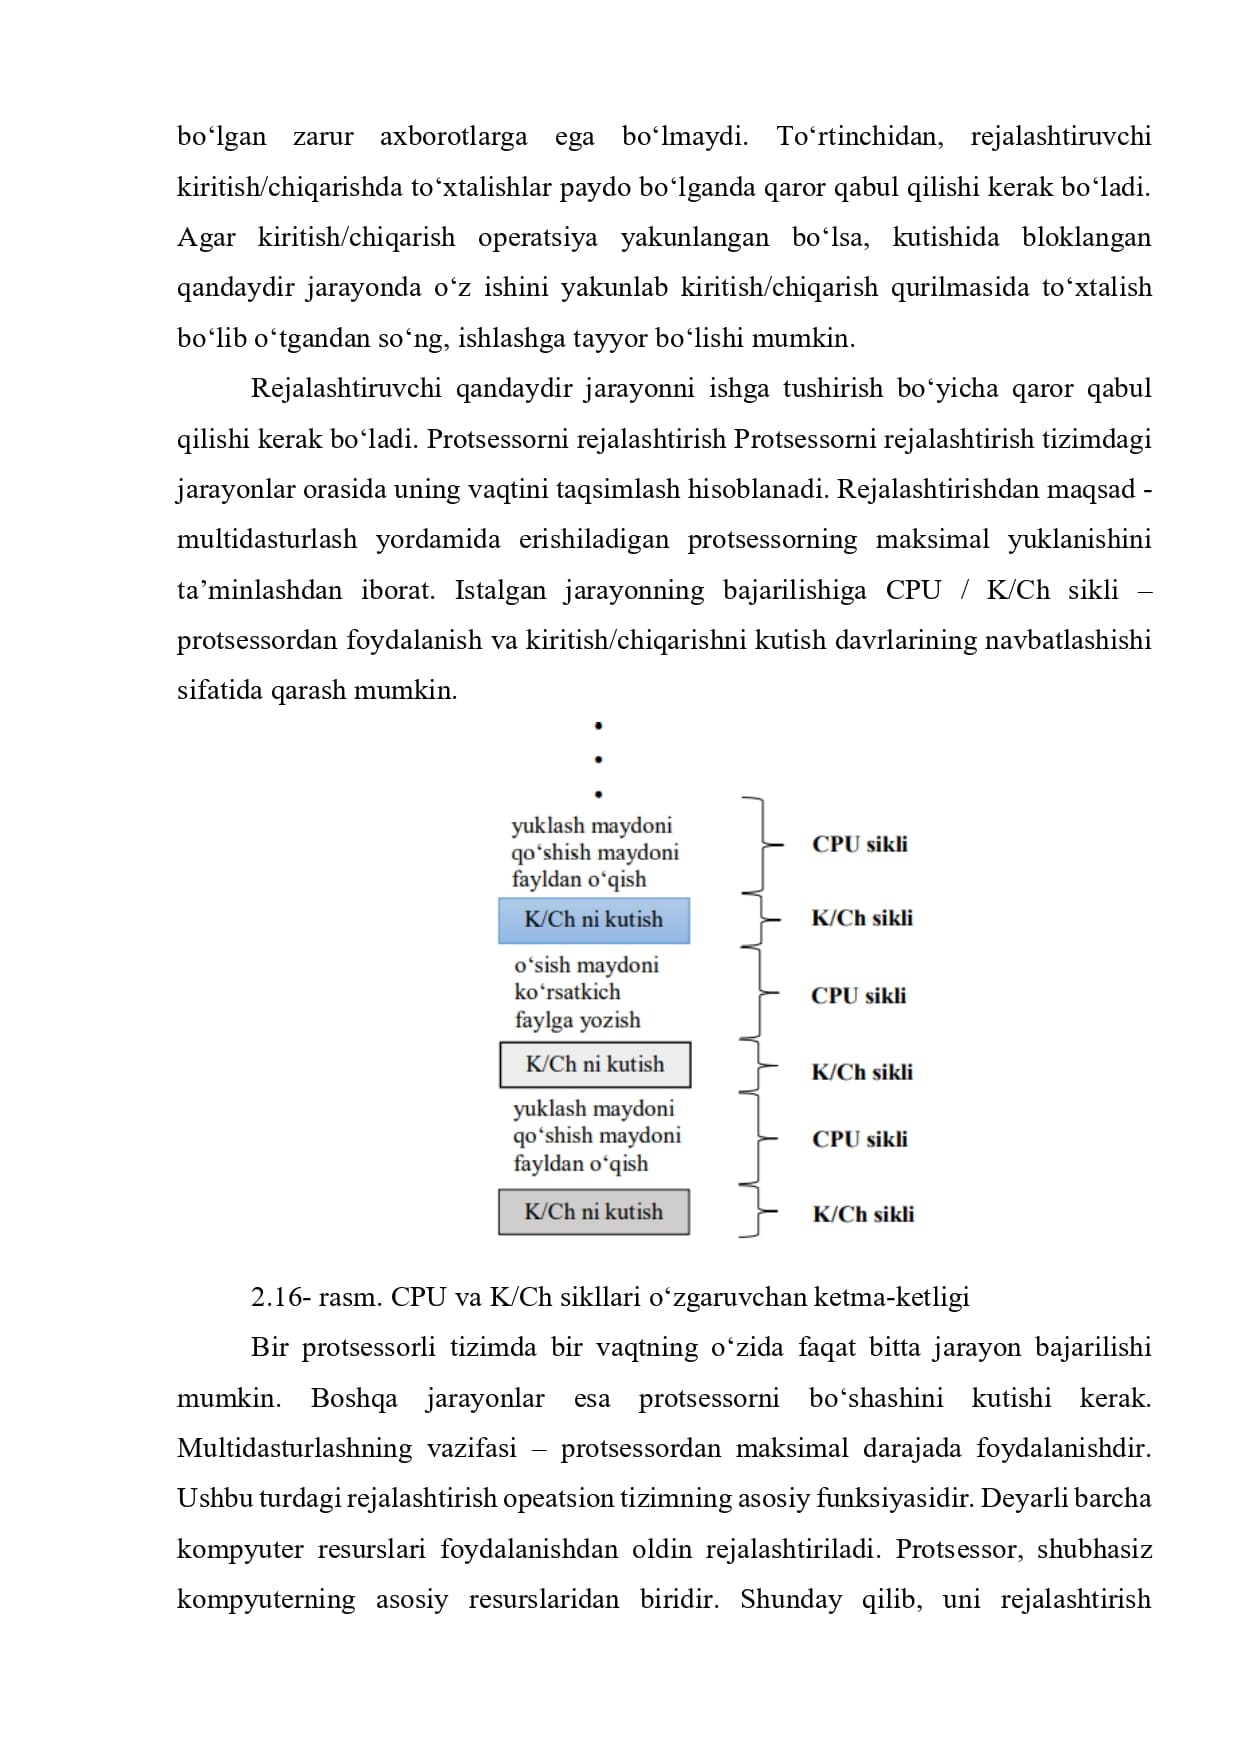 bo‘lgan zarur axborotlarga ega bo‘lmaydi. To‘rtinchidan, rejalashtiruvchi
kiritish/chiqarishda to‘xtalishlar paydo bo‘lganda qaror qabul qilishi kerak bo‘ladi.
Agar kiritish/chiqarish operatsiya yakunlangan bo‘lsa, kutishida bloklangan
qandaydir jarayonda o‘z ishini yakunlab kiritish/chiqarish qurilmasida to‘xtalish
bo‘lib o‘tgandan so‘ng, ishlashga tayyor bo‘lishi mumkin.
Rejalashtiruvchi qandaydir jarayonni ishga tushirish bo‘yicha qaror qabul
qilishi kerak bo‘ladi. Protsessorni rejalashtirish Protsessorni rejalashtirish tizimdagi
jarayonlar orasida uning vaqtini taqsimlash hisoblanadi. Rejalashtirishdan maqsad -
multidasturlash yordamida erishiladigan protsessorning maksimal yuklanishini
ta’minlashdan iborat. Istalgan jarayonning bajarilishiga CPU / K/Ch sikli –
protsessordan foydalanish va kiritish/chiqarishni kutish davrlarining navbatlashishi
sifatida qarash mumkin.
yuklash maydoni
qo‘shish maydoni
fayldan o‘qish
CPU sikli
K/Ch ni kutish
K/Ch sikli
o‘sish maydoni
ko‘rsatkich
faylga yozish
CPU sikli
K/Ch ni kutish
K/Ch sikli
yuklash maydoni
qo‘shish maydoni
fayldan o‘qish
CPU sikli
K/Ch ni kutish
K/Ch sikli
2.16- rasm. CPU va K/Ch sikllari o‘zgaruvchan ketma-ketligi
Bir protsessorli tizimda bir vaqtning o‘zida faqat bitta jarayon bajarilishi
mumkin. Boshqa jarayonlar esa protsessorni bo‘shashini kutishi kerak.
Multidasturlashning vazifasi – protsessordan maksimal darajada foydalanishdir.
Ushbu turdagi rejalashtirish opeatsion tizimning asosiy funksiyasidir. Deyarli barcha
kompyuter resurslari foydalanishdan oldin rejalashtiriladi. Protsessor, shubhasiz
kompyuterning asosiy resurslaridan biridir. Shunday qilib, uni rejalashtirish